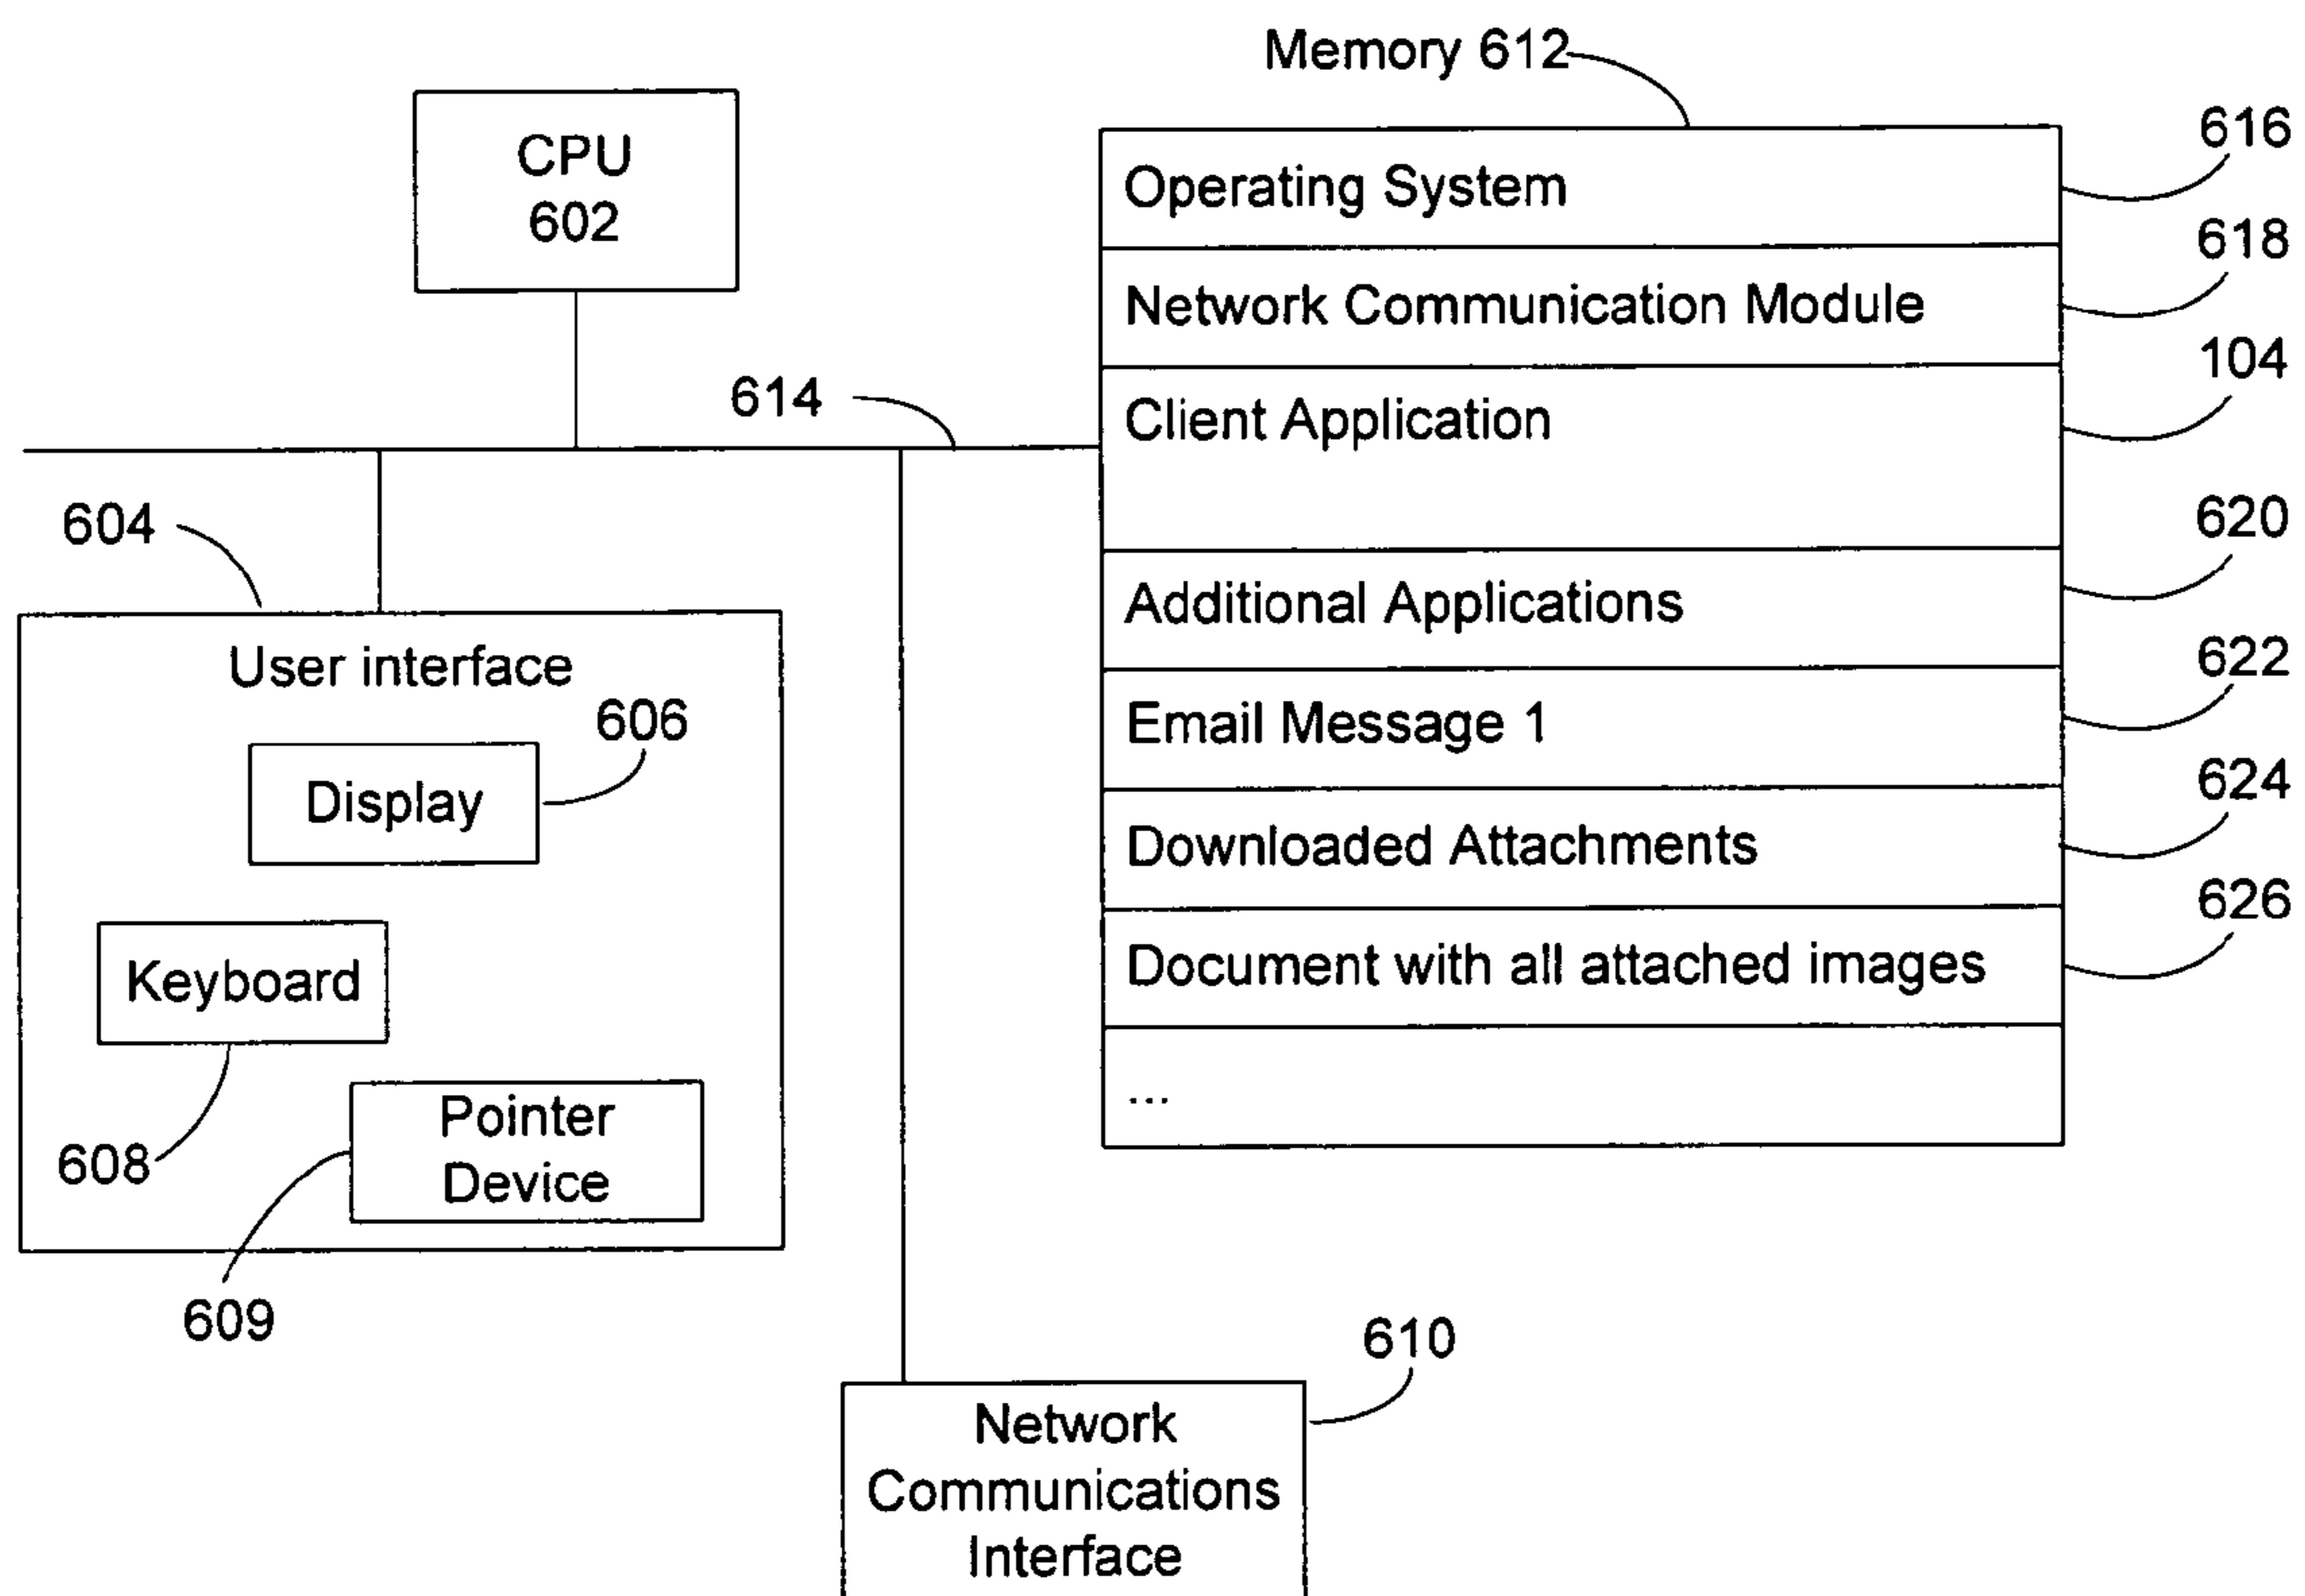 Memory 612
CPU
602
616
Operating System
618
Network Communication Module
104
Client Application
614
620
Additional Applications
604
User interface
622
Email Message 1
606
Display
624
Downloaded Attachments
626
Document with all attached images
Keyboard
...
608
Pointer
Device
609
610
Network
Communications
Interface